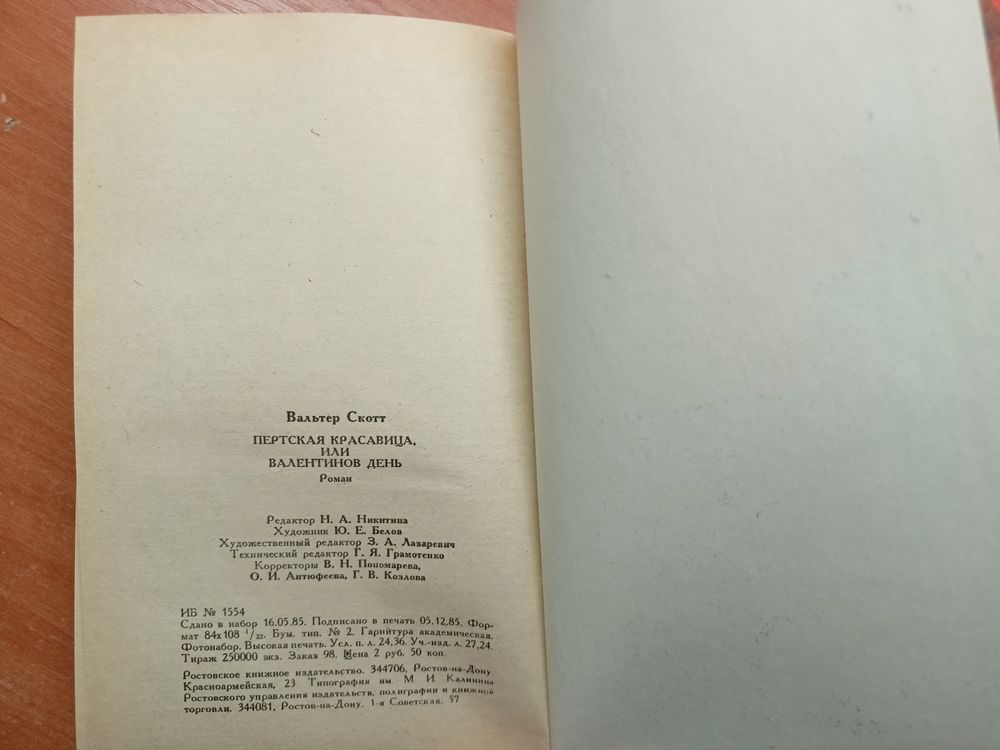 Вальтер Скотт
ПЕРТСКАЯ КРАСАВИЦА,
ИЛИ
ВАЛЕНТИНОВ ДЕНЬ
Роман
Редактор Н. А. Никитина
Художник Ю. Е. Белов
Художественный редактор З. А. Лазаревич
Технический редактор Г. Я. Грамотенко
Корректоры В. Н. Пономарева,
О. И. Антюфеева, Г. В. Козлова
ИБ № 1554
Сдано в набор 16.05.85. Подписано в печать 05.12.85. Фор-
мат 84х108 1/32. Бум. тип. № 2. Гарнитура академическая.
Фотонабор. Высокая печать. Усл. п. л. 24,36. Уч.-изд. л. 27,24.
Тираж 250000 экз. Заказ 98. Цена 2 руб. 50 коп.
Ростовское книжное издательство. 344706, Ростов-на-Дону,
Красноармейская, 23 Типография им. М. И. Калинина
Ростовского управления издательств, полиграфии и книжной
торговли. 344081, Ростов-на-Дону. 1-я Советская. 57